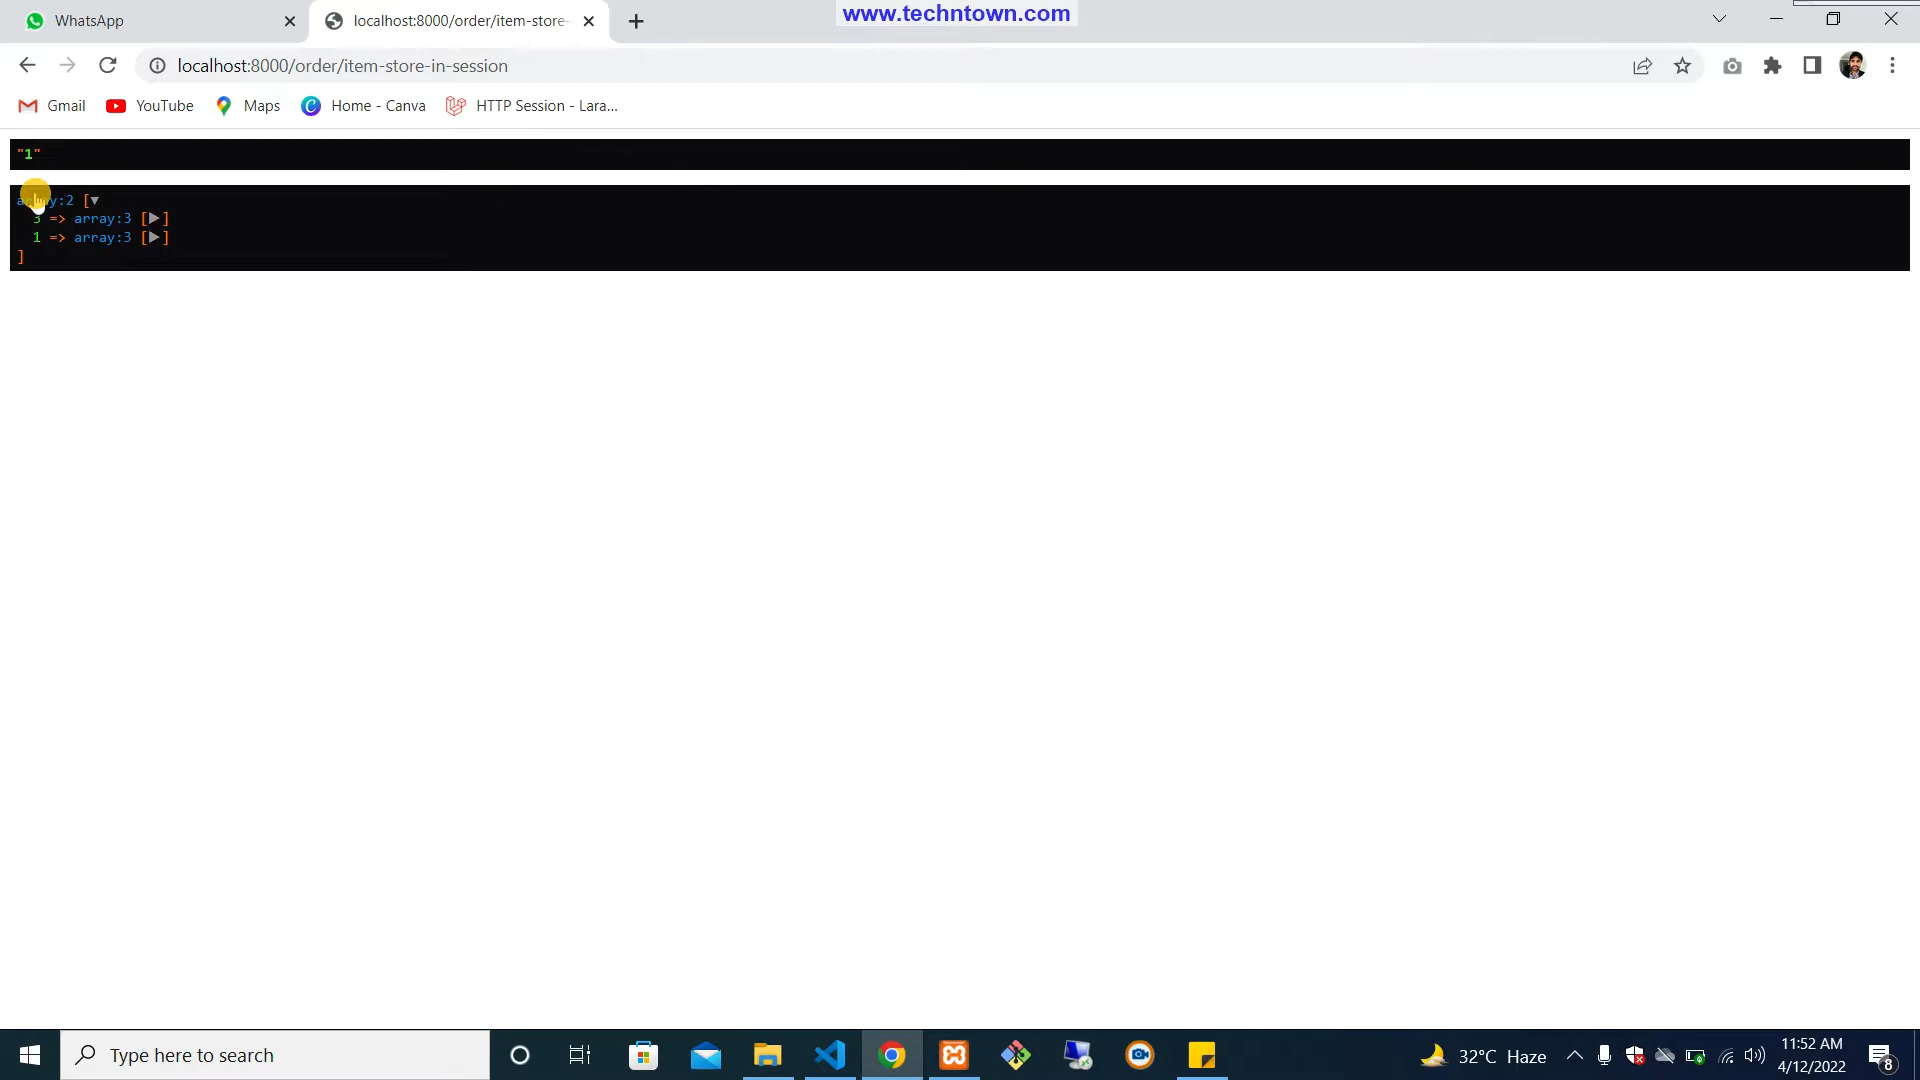 WhatsApp
localhost:8000/order/item-store-
www.techntown.com
localhost:8000/order/item-store-in-session
Gmail
YouTube
Maps
Home - Canva
HTTP Session - Lara...
"1"
array:2 [▼
3 => array:3 [▶]
1 => array:3 [▶]
]
Type here to search
32°C Haze
11:52 AM
4/12/2022
8